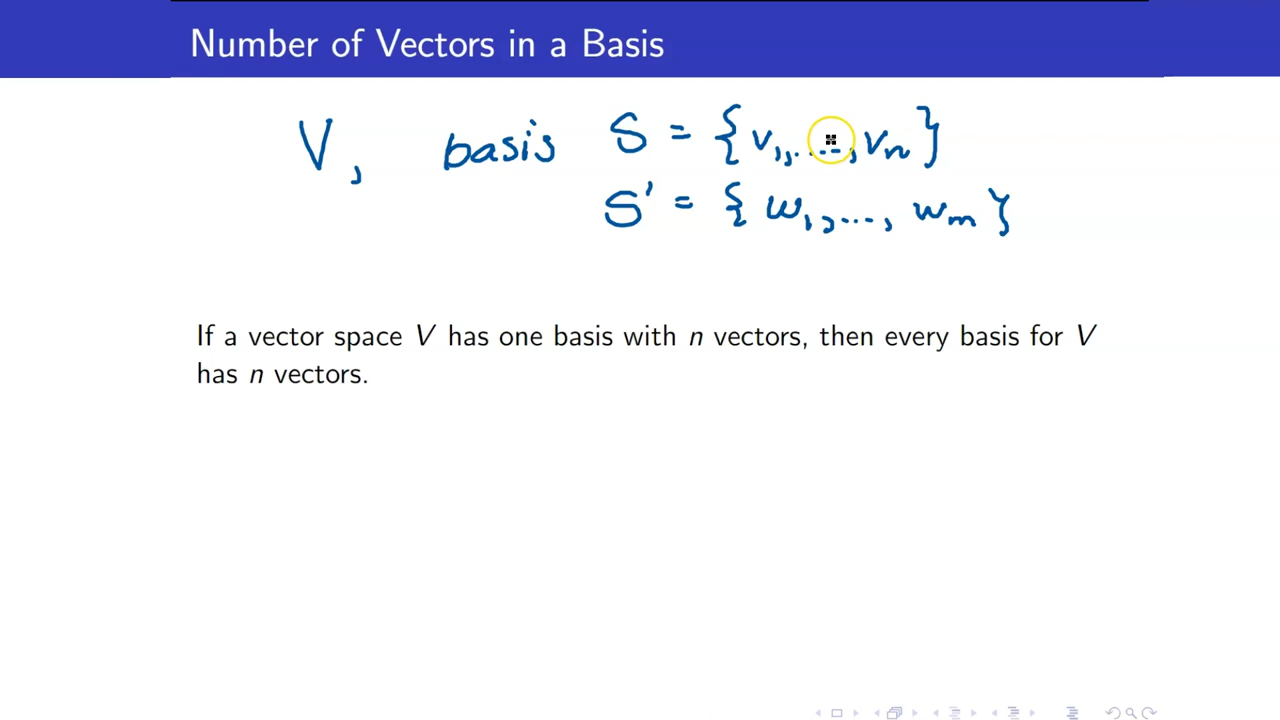 Number of Vectors in a Basis
V, basis S = {v₁,...,vₙ}
S' = {w₁,...,wₘ}
If a vector space V has one basis with n vectors, then every basis for V
has n vectors.